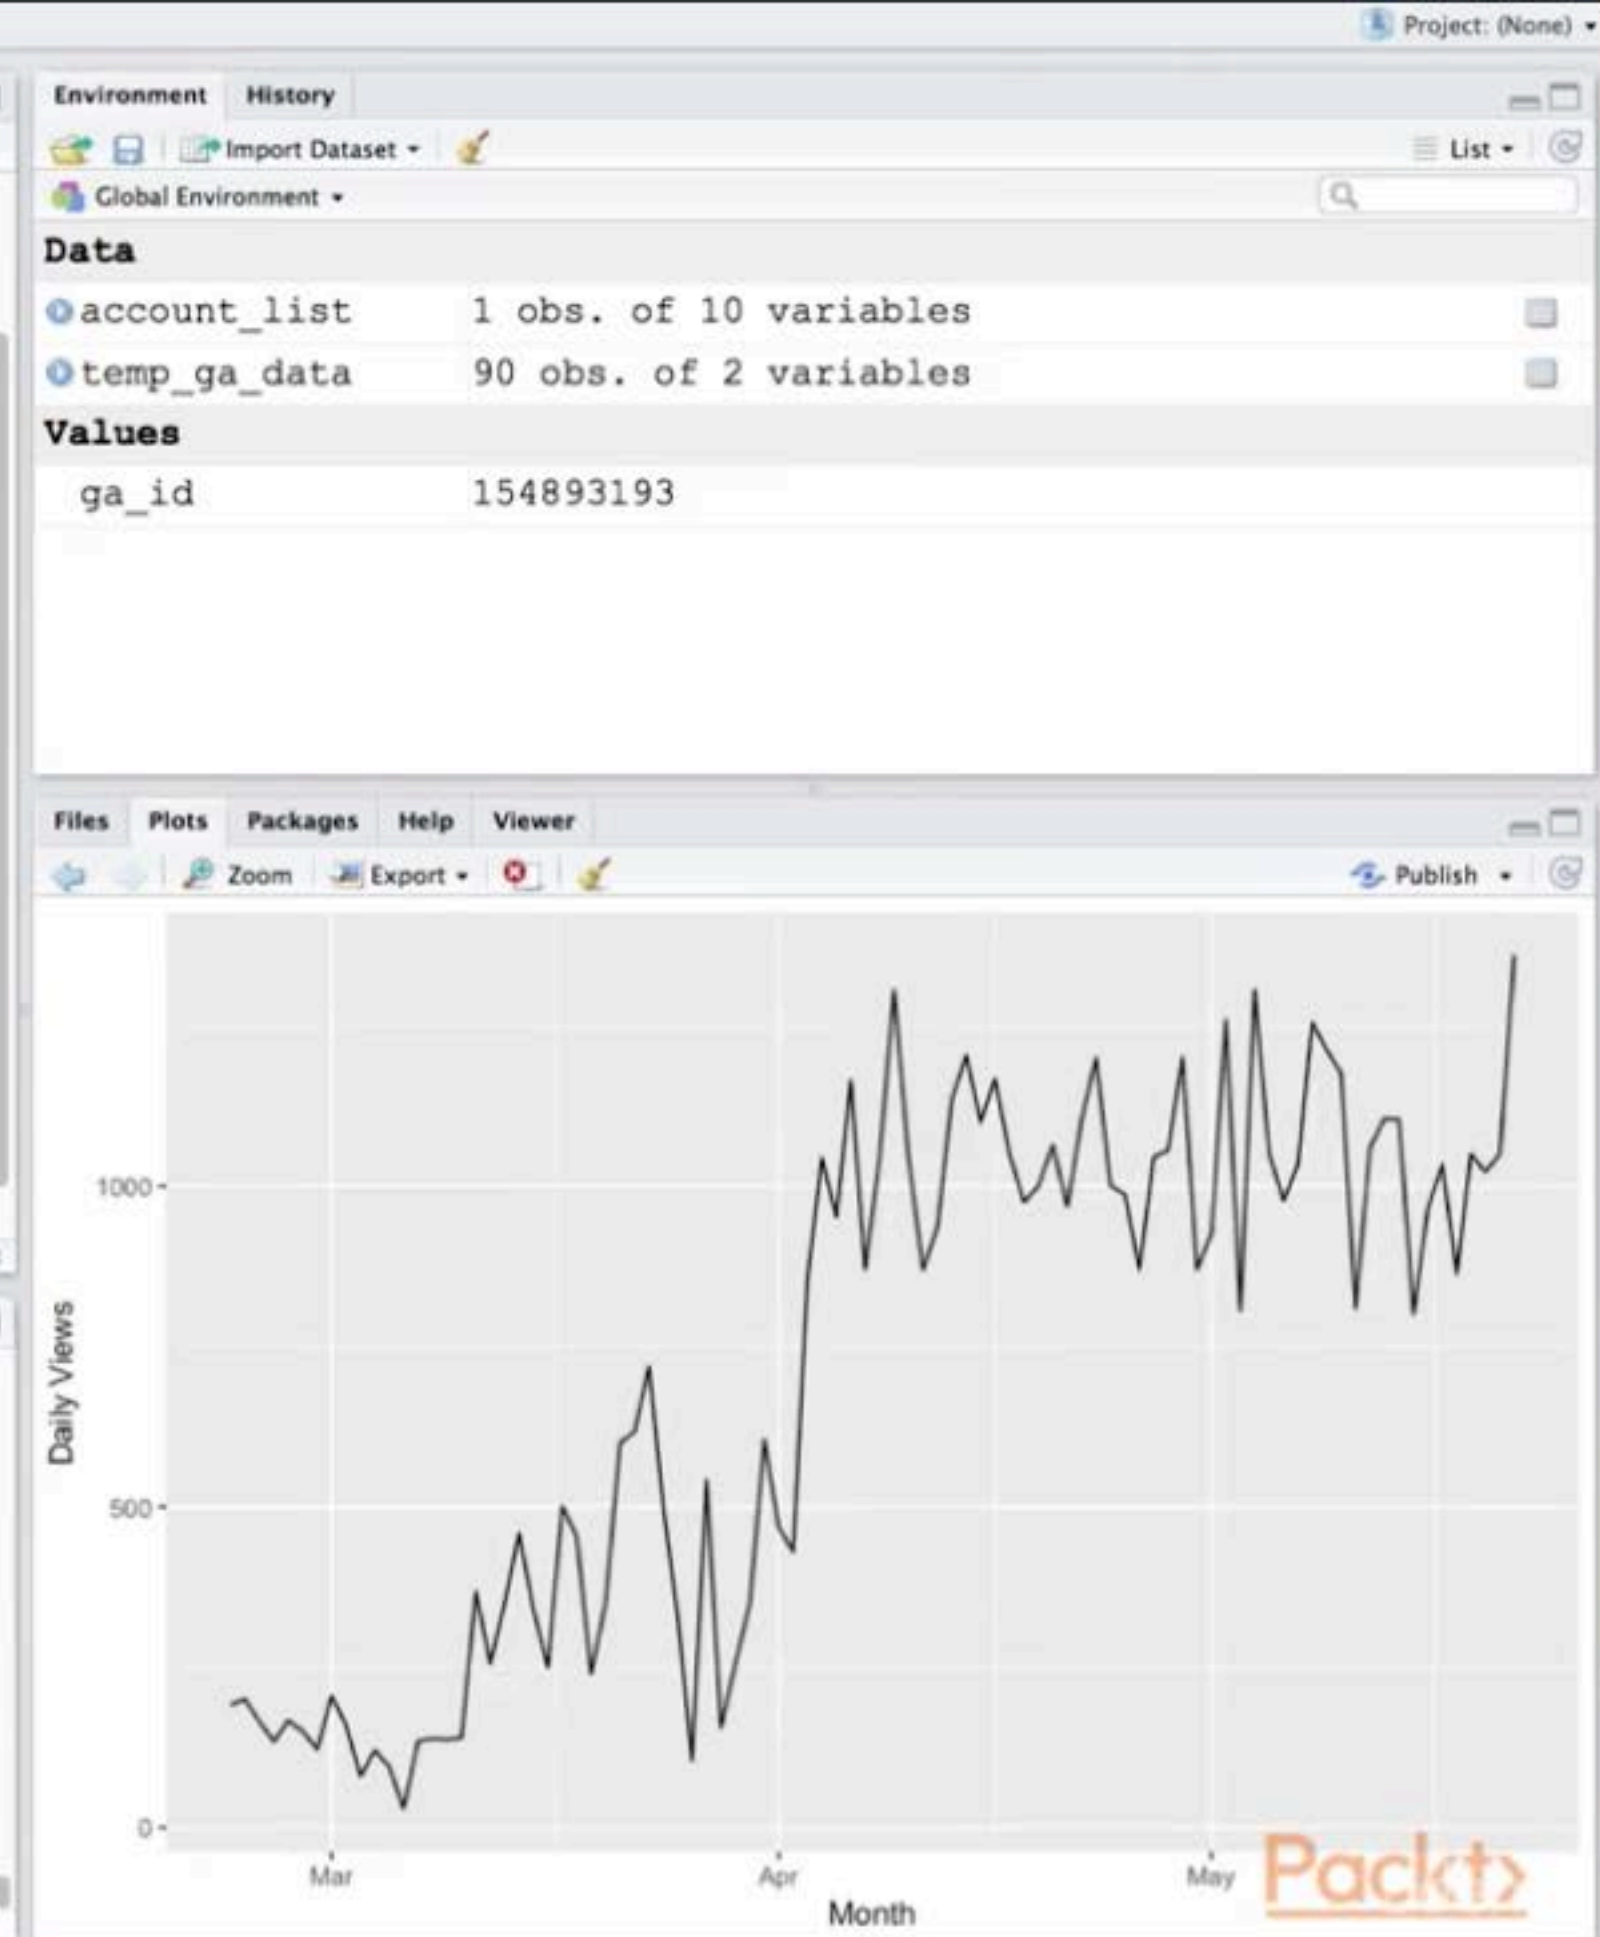 Project: (None)
Environment History
Import Dataset List
Global Environment
Data
account_list 1 obs. of 10 variables
temp_ga_data 90 obs. of 2 variables
Values
ga_id 154893193
Files Plots Packages Help Viewer
Zoom Export Publish
1000
500
0
Daily Views
Mar Apr May
Month
Packt>